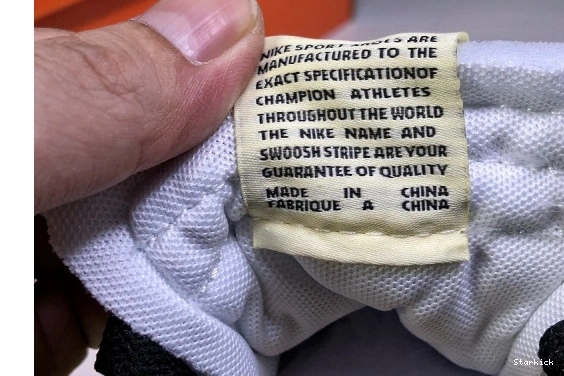 NIKE SPORT SHOES ARE
MANUFACTURED TO THE
EXACT SPECIFICATIONOF
CHAMPION ATHLETES
THROUGHOUT THE WORLD
THE NIKE NAME AND
SWOOSH STRIPE ARE YOUR
GUARANTEE OF QUALITY
MADE IN CHINA
FABRIQUE A CHINA
Starkick